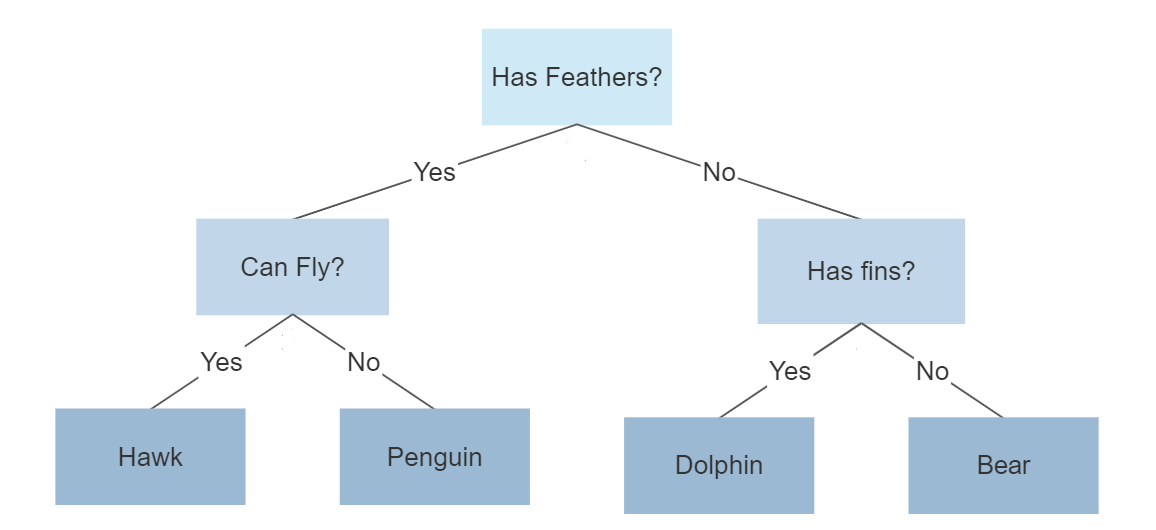 Has Feathers?
Yes
No
Can Fly?
Has fins?
Yes
No
Yes
No
Hawk
Penguin
Dolphin
Bear